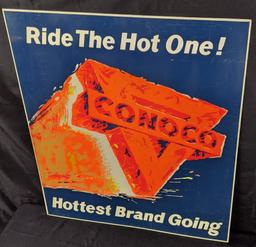 Ride The Hot One!
CONOCO
Hottest Brand Going